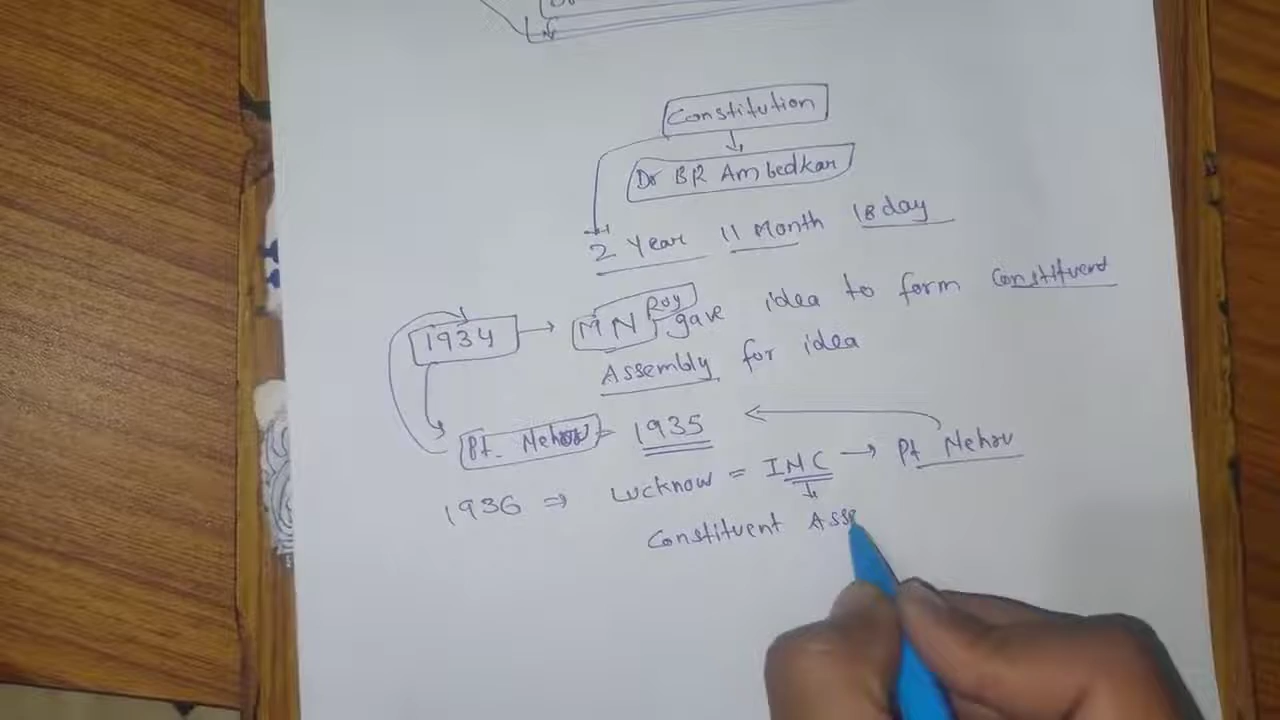 Constitution
Dr BR Ambedkar
2 Year 11 Month 18 day
1934 → MN Roy gave idea to form Constituent
Assembly for idea
Pt. Nehru = 1935
1936 ⇒ Lucknow = INC → Pt Nehru
Constituent Asse